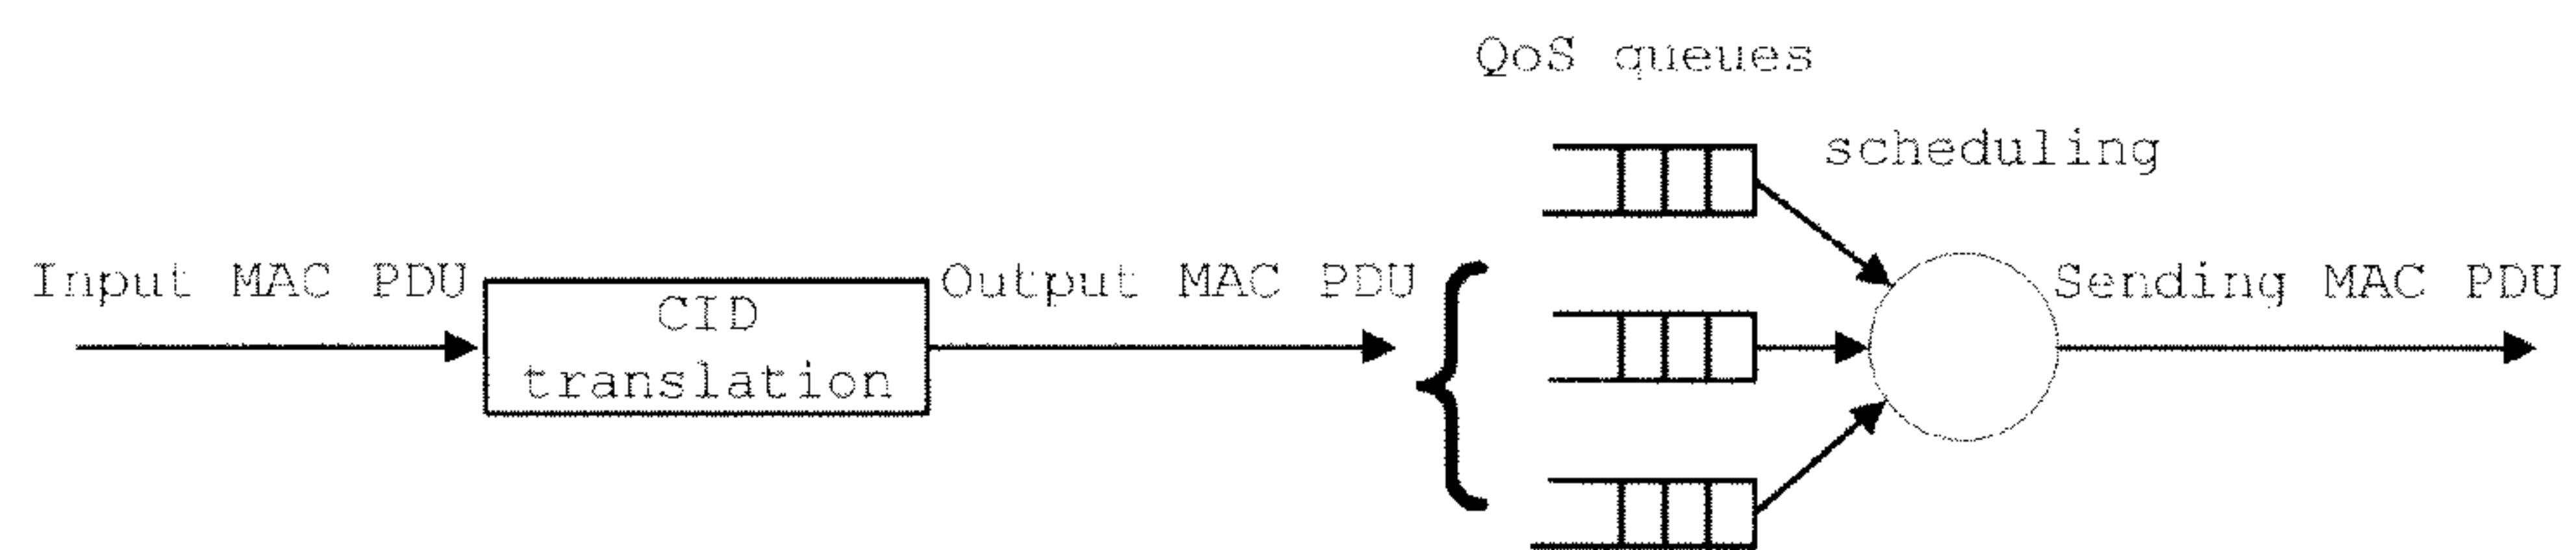 QoS queues
scheduling
Input MAC PDU
CID
translation
Output MAC PDU
Sending MAC PDU